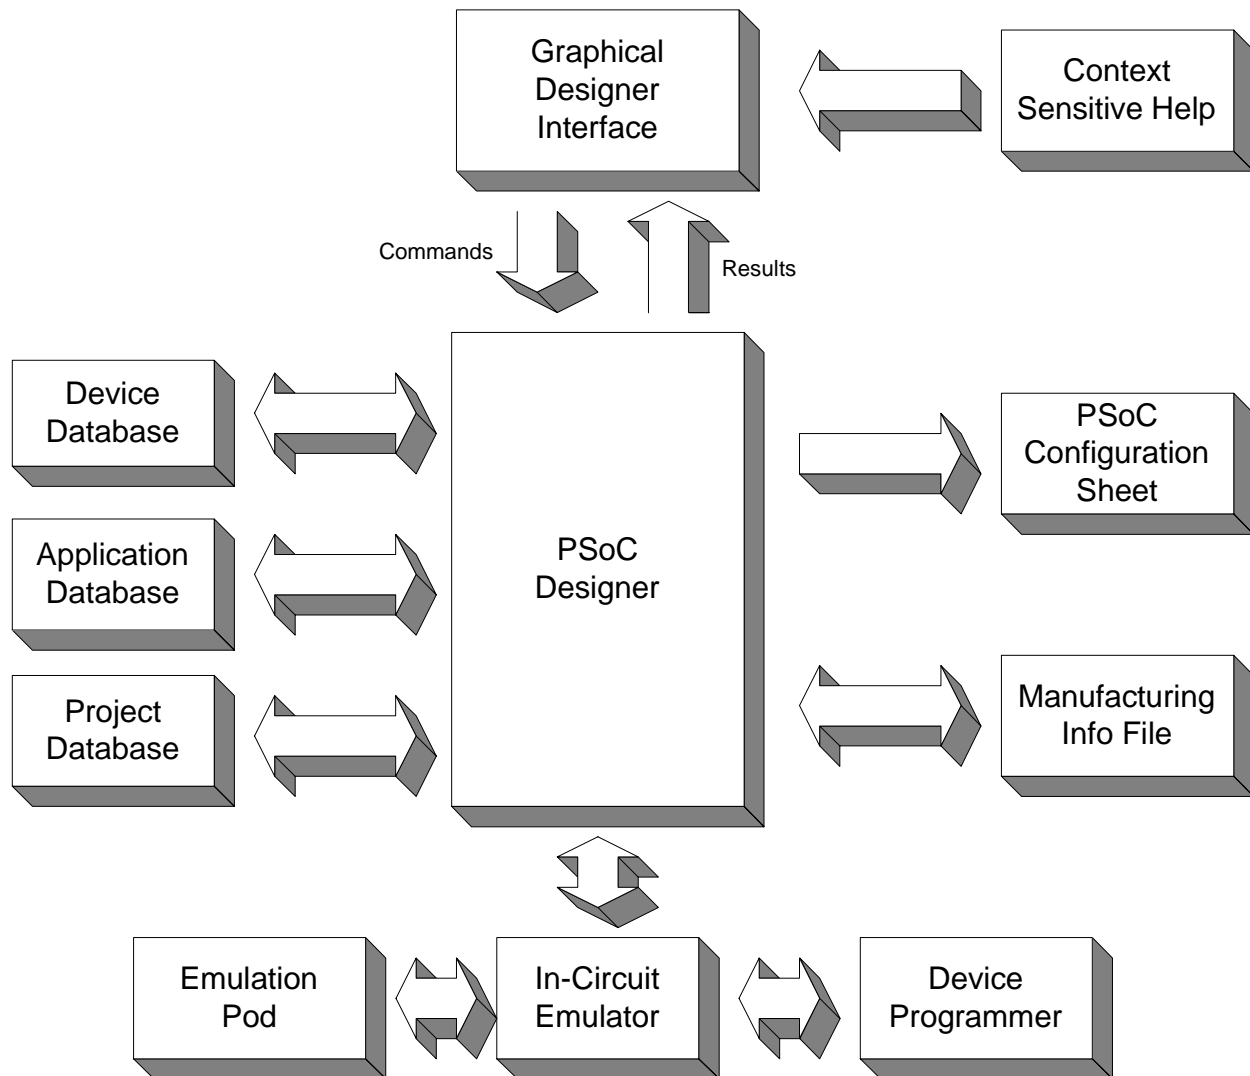 Graphical
Designer
Interface
Context
Sensitive Help
Commands
Results
Device
Database
PSoC
Configuration
Sheet
Application
Database
PSoC
Designer
Project
Database
Manufacturing
Info File
Emulation
Pod
In-Circuit
Emulator
Device
Programmer